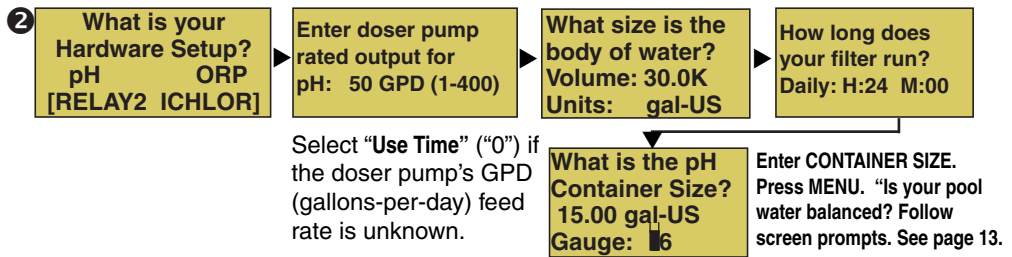 ❷
What is your
Hardware Setup?
pH ORP
[RELAY2 ICHLOR]
Enter doser pump
rated output for
pH: 50 GPD (1-400)
What size is the
body of water?
Volume: 30.0K
Units: gal-US
How long does
your filter run?
Daily: H:24 M:00
Select “Use Time” (“0”) if
the doser pump’s GPD
(gallons-per-day) feed
rate is unknown.
What is the pH
Container Size?
15.00 gal-US
Gauge: 6
Enter CONTAINER SIZE.
Press MENU. “Is your pool
water balanced? Follow
screen prompts. See page 13.